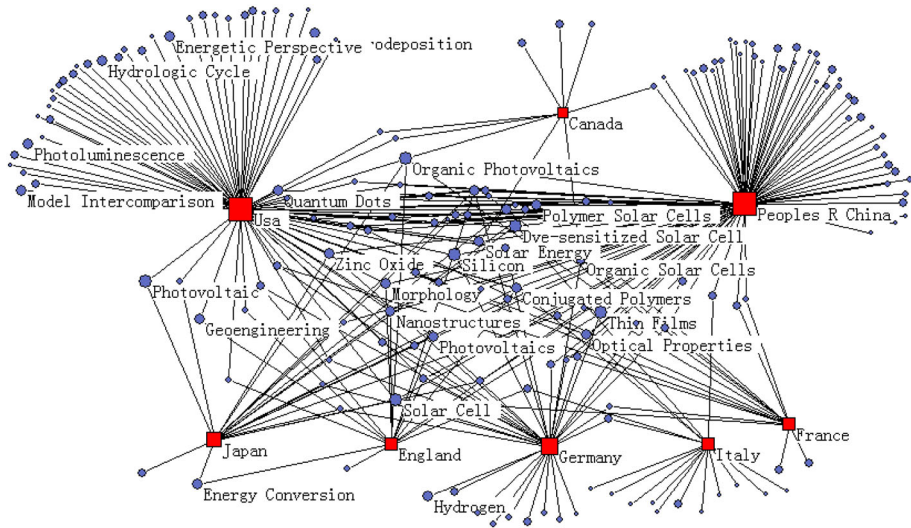 Energetic Perspective
rodeposition
Hydrologic Cycle
Canada
Photoluminescence
Organic Photovoltaics
Model Intercomparison
Quantum Dots
Usa
Polymer Solar Cells
Peoples R China
Dye-sensitized Solar Cell
Solar Energy
Zinc Oxide
Silicon
Organic Solar Cells
Photovoltaic
Morphology
Conjugated Polymers
Geoengineering
Nanostructures
Thin Films
Photovoltaics
Optical Properties
Solar Cell
Japan
England
Germany
Italy
France
Energy Conversion
Hydrogen